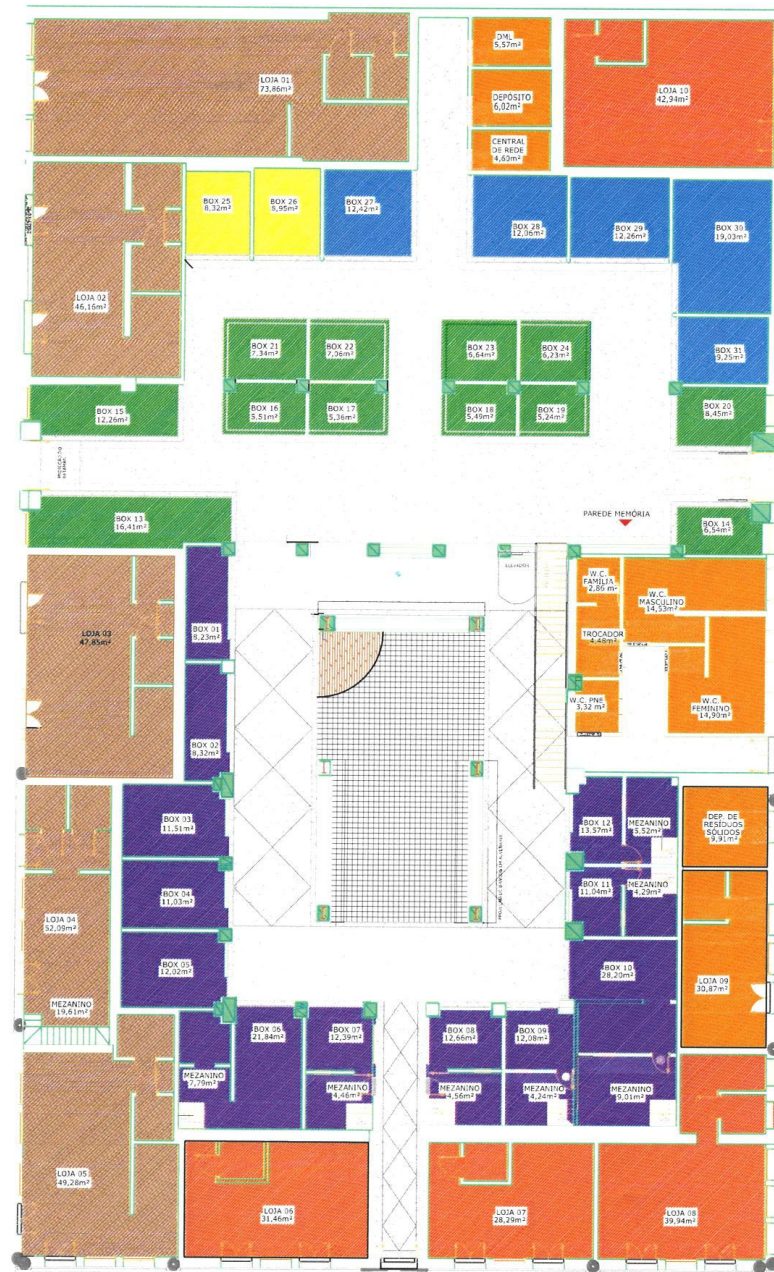 LOJA 01
73,86m²
DML
5,57m²
DEPÓSITO
6,02m²
CENTRAL
DE REDE
4,60m²
LOJA 10
42,94m²
BOX 25
8,32m²
BOX 26
8,95m²
BOX 27
12,42m²
BOX 28
12,06m²
BOX 29
12,26m²
BOX 30
19,03m²
LOJA 02
46,16m²
BOX 21
7,34m²
BOX 22
7,06m²
BOX 23
6,64m²
BOX 24
6,23m²
BOX 31
9,25m²
BOX 15
12,26m²
BOX 16
5,51m²
BOX 17
5,36m²
BOX 18
5,49m²
BOX 19
5,24m²
BOX 20
8,45m²
BOX 13
16,41m²
PAREDE MEMÓRIA
BOX 14
6,54m²
ELEVADOR
LOJA 03
47,85m²
BOX 01
8,23m²
W.C.
FAMÍLIA
2,86 m²
W.C.
MASCULINO
14,53m²
TROCADOR
4,48m²
W.C. PNE
3,32 m²
W.C.
FEMININO
14,90m²
BOX 02
8,32m²
BOX 03
11,51m²
BOX 12
13,57m²
MEZANINO
5,52m²
DEP. DE
RESÍDUOS
SÓLIDOS
9,91m²
BOX 04
11,03m²
BOX 11
11,04m²
MEZANINO
4,29m²
LOJA 04
52,09m²
BOX 05
12,02m²
BOX 10
28,20m²
LOJA 09
30,87m²
MEZANINO
19,61m²
BOX 06
21,84m²
BOX 07
12,39m²
BOX 08
12,66m²
BOX 09
12,08m²
MEZANINO
7,79m²
MEZANINO
4,46m²
MEZANINO
4,56m²
MEZANINO
4,24m²
MEZANINO
9,01m²
LOJA 05
49,28m²
LOJA 06
31,46m²
LOJA 07
28,29m²
LOJA 08
39,94m²